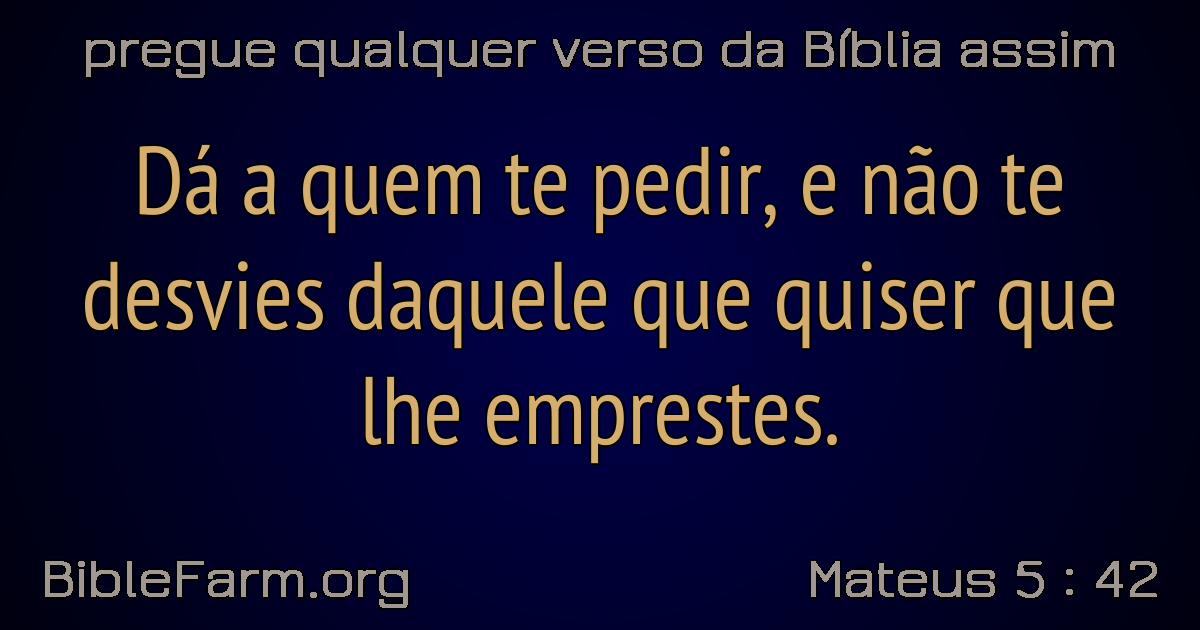 pregue qualquer verso da Bíblia assim
Dá a quem te pedir, e não te
desvies daquele que quiser que
lhe emprestes.
BibleFarm.org
Mateus 5 : 42